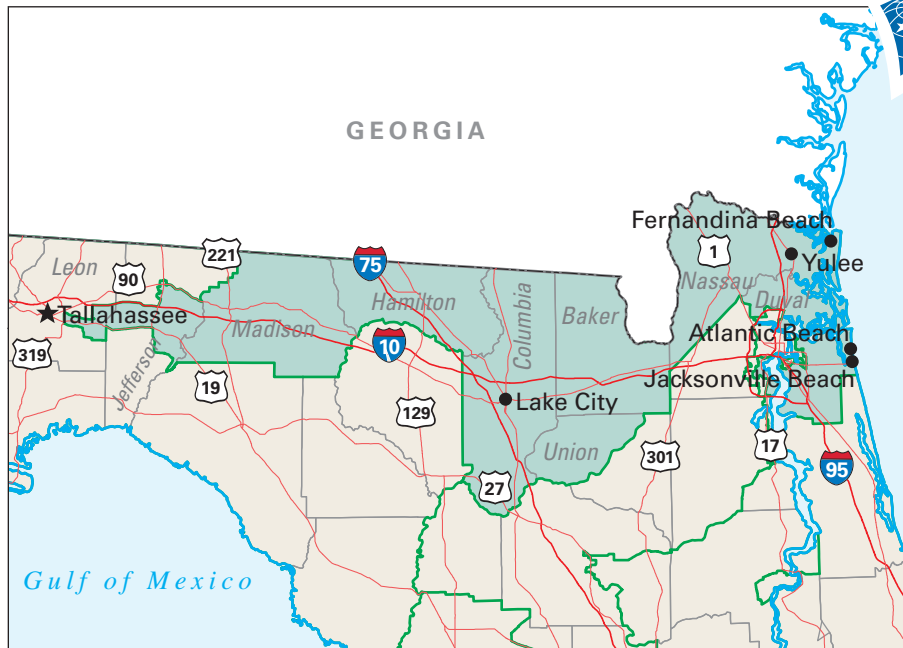 GEORGIA
Fernandina Beach
221
1
Leon
90
75
Yulee
Nassau
Hamilton
Columbia
Duval
Tallahassee
Baker
Madison
Atlantic Beach
10
319
Jefferson
Jacksonville Beach
19
129
Lake City
Union
301
17
95
27
Gulf of Mexico